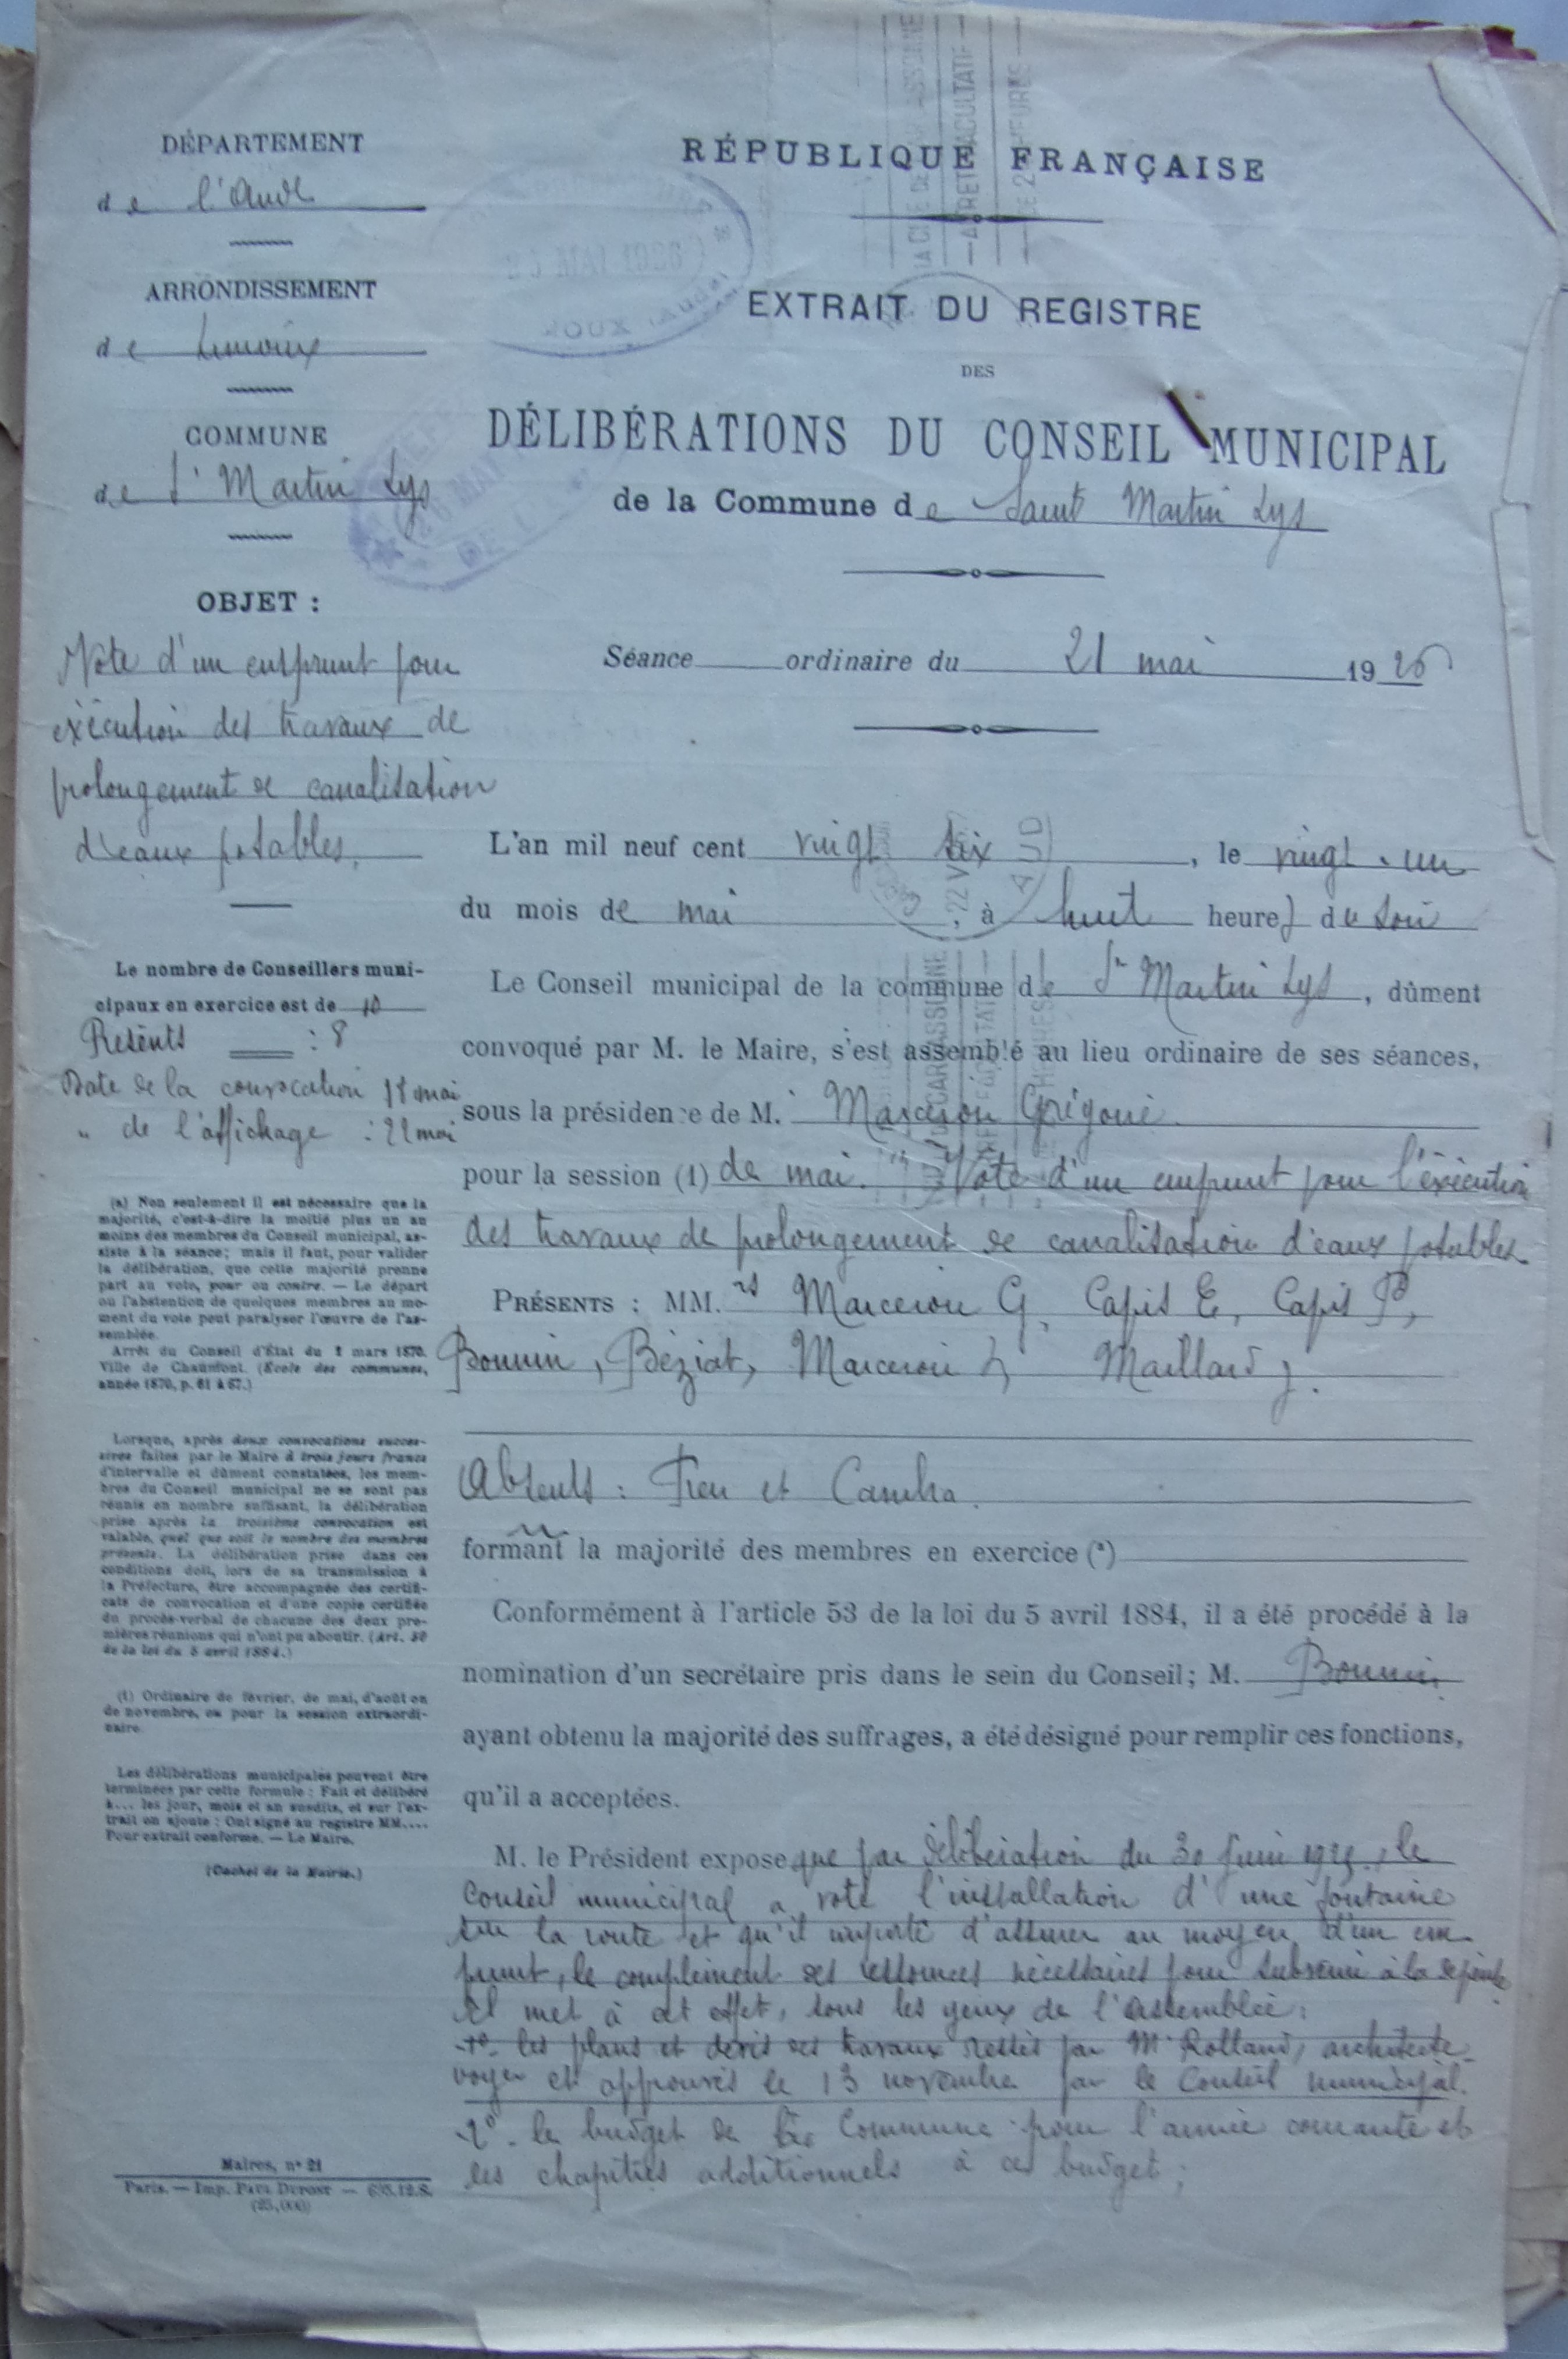 DÉPARTEMENT
de l'Aude
ARRONDISSEMENT
de Limoux
COMMUNE
de St Martin Lys
OBJET :
Vote d'un emprunt pour
exécution des travaux de
prolongement de canalisation
d'eaux potables.
Le nombre de Conseillers muni-
cipaux en exercice est de 10
Présents : 8
Date de la convocation mai
" de l'affichage : 22 mai
(a) Non seulement il est nécessaire que la
majorité, c'est-à-dire la moitié plus un au
moins des membres du Conseil municipal, as-
siste à la séance; mais il faut, pour valider
la délibération, que cette majorité prenne
part au vote, pour ou contre. — Le départ
ou l'abstention de quelques membres au mo-
ment du vote peut paralyser l'œuvre de l'as-
semblée.
Arrêt du Conseil d'État du 2 mars 1870.
Ville de Chaumont. (École des communes,
année 1870, p. 61 à 67.)
Lorsque, après deux convocations succes-
sives faites par le Maire à trois jours francs
d'intervalle et dûment constatées, les mem-
bres du Conseil municipal ne se sont pas
réunis en nombre suffisant, la délibération
prise après la troisième convocation est
valable, quel que soit le nombre des membres
présents. La délibération prise dans ces
conditions doit, lors de sa transmission à
la Préfecture, être accompagnée des certifi-
cats de convocation et d'une copie certifiée
du procès-verbal de chacune des deux pre-
mières réunions qui n'ont pu aboutir. (Art. 50
de la loi du 5 avril 1884.)
(1) Ordinaire de février, de mai, d'août ou
de novembre, ou pour la session extraordi-
naire.
Les délibérations municipales peuvent être
terminées par cette formule : Fait et délibéré
à... les jour, mois et an susdits, et sur l'ex-
trait on ajoute : Ont signé au registre MM....
Pour extrait conforme. — Le Maire.
(Cachet de la Mairie.)
Maires, n° 21
Paris. — Imp. PAUL DUPONT —
RÉPUBLIQUE FRANÇAISE
EXTRAIT DU REGISTRE
DES
DÉLIBÉRATIONS DU CONSEIL MUNICIPAL
de la Commune de Saint Martin Lys
Séance ordinaire du 21 mai 1926
L'an mil neuf cent vingt six, le vingt-un
du mois de mai, à huit heures du soir
Le Conseil municipal de la commune de St Martin Lys, dûment
convoqué par M. le Maire, s'est assemblé au lieu ordinaire de ses séances,
sous la présidence de M. Marceron Grégoire.
pour la session (1) de mai. Vote d'un emprunt pour l'exécution
des travaux de prolongement de canalisation d'eaux potables
PRÉSENTS : MM.rs Marceron G, Capis E, Capis P,
Bonnin, Béziat, Marceron Maillard J.
Absents : et
formant la majorité des membres en exercice (a)
Conformément à l'article 53 de la loi du 5 avril 1884, il a été procédé à la
nomination d'un secrétaire pris dans le sein du Conseil; M. Bonnin
ayant obtenu la majorité des suffrages, a été désigné pour remplir ces fonctions,
qu'il a acceptées.
M. le Président expose que par délibération du 30 juin 1925, le
Conseil municipal a voté l'installation d'une fontaine
sur la route et qu'il importe d'assurer au moyen d'un em-
prunt, le complément des ressources nécessaires pour subvenir à la dépense
Il met à cet effet, sous les yeux de l'assemblée :
1° les plans et devis des travaux dressés par Mr Rolland, architecte
voyer et approuvés le 13 novembre par le Conseil municipal.
2° - le budget de la Commune pour l'année courante et
les chapitres additionnels à ce budget ;